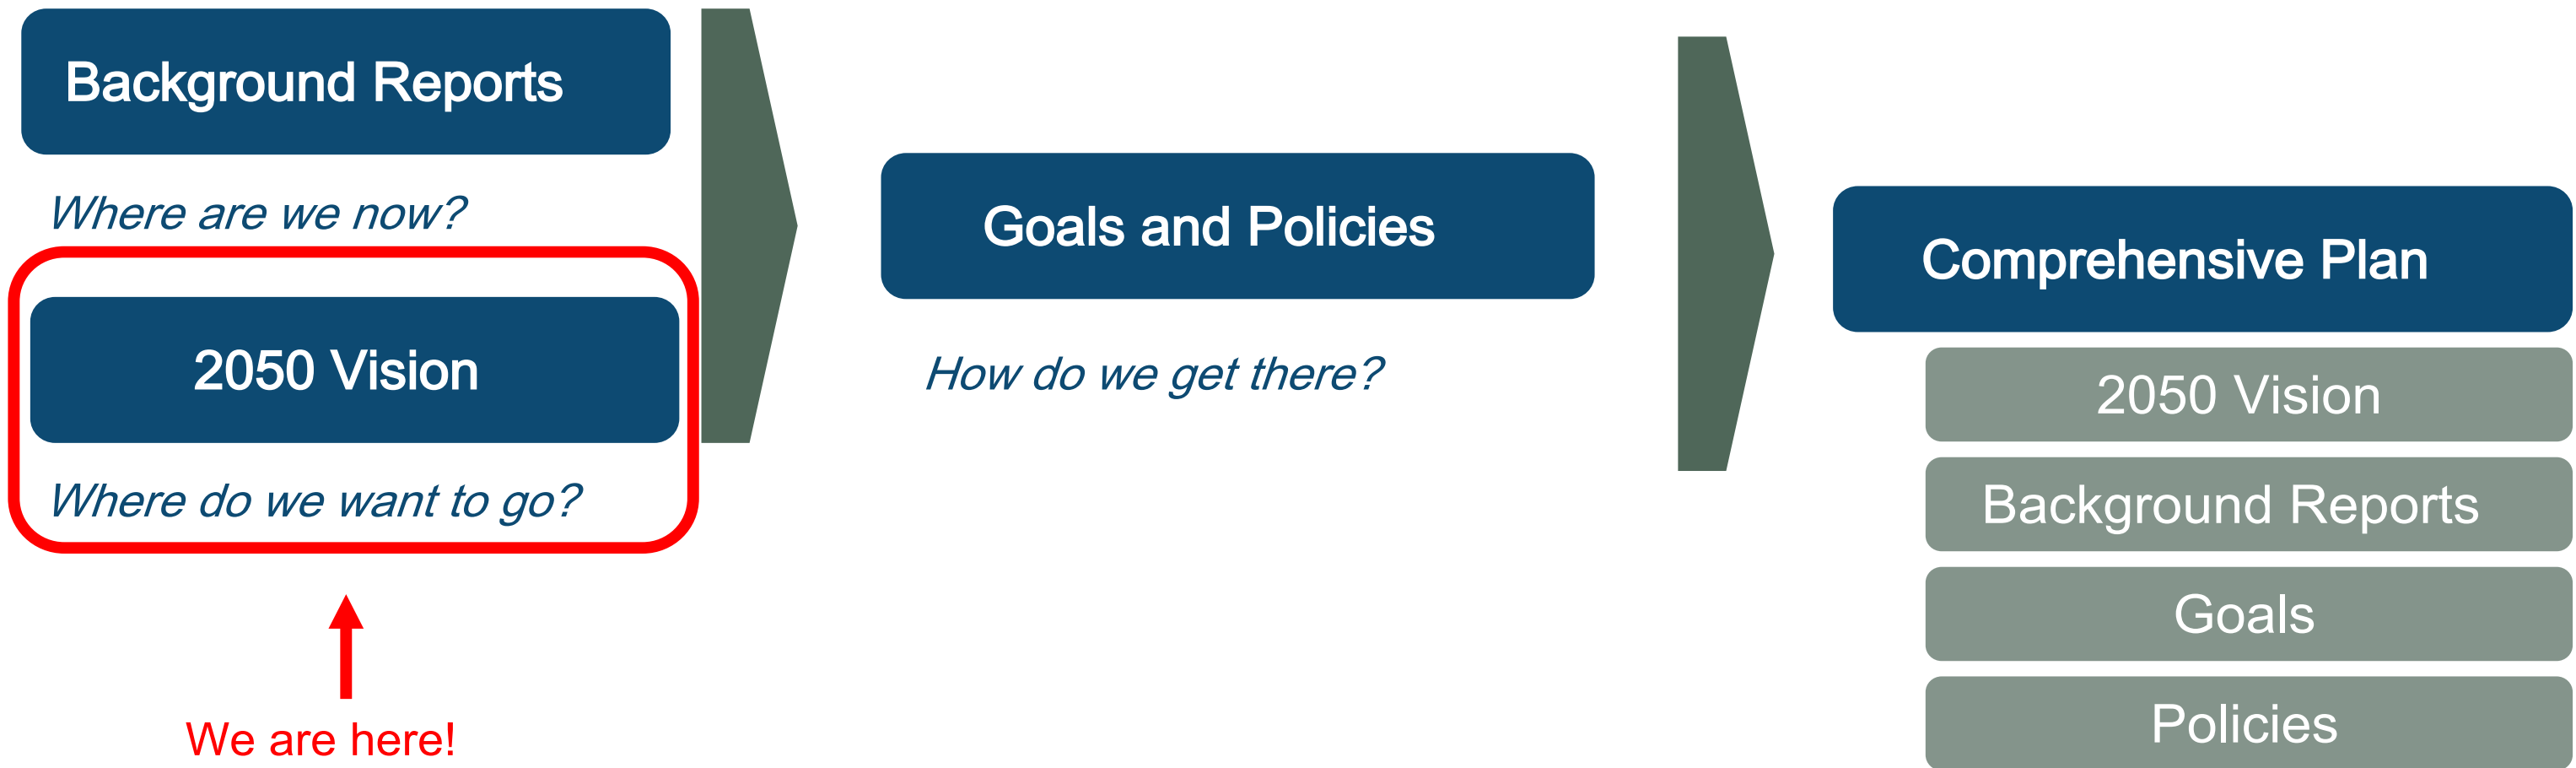 Background Reports
Where are we now?
2050 Vision
Where do we want to go?
We are here!
Goals and Policies
How do we get there?
Comprehensive Plan
2050 Vision
Background Reports
Goals
Policies